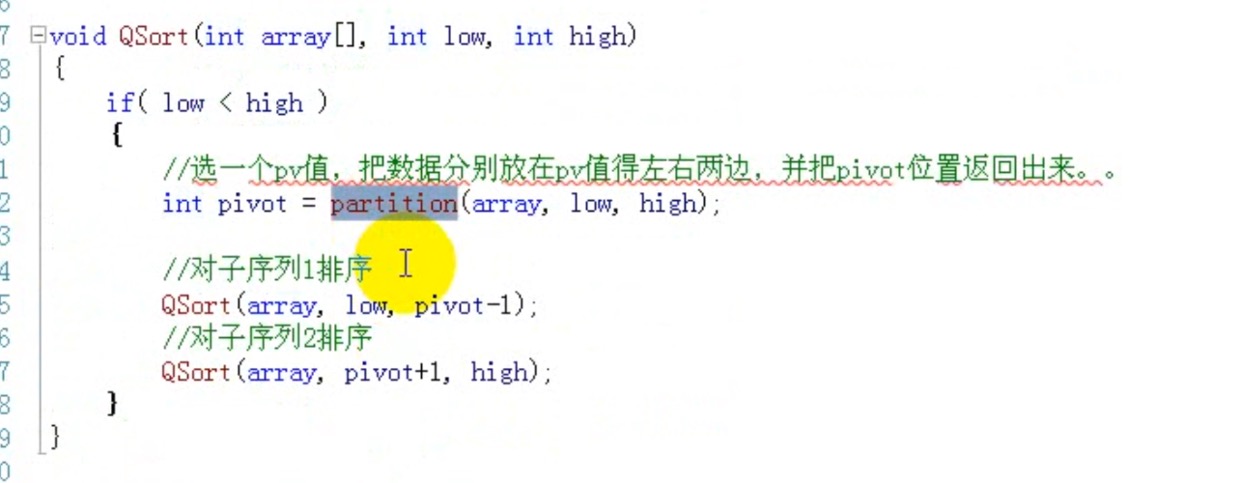 7 void QSort(int array[], int low, int high)
8 {
9 if( low < high )
0 {
1 //选一个pv值，把数据分别放在pv值得左右两边，并把pivot位置返回出来。。
2 int pivot = partition(array, low, high);
3
4 //对子序列1排序
5 QSort(array, low, pivot-1);
6 //对子序列2排序
7 QSort(array, pivot+1, high);
8 }
9 }
0